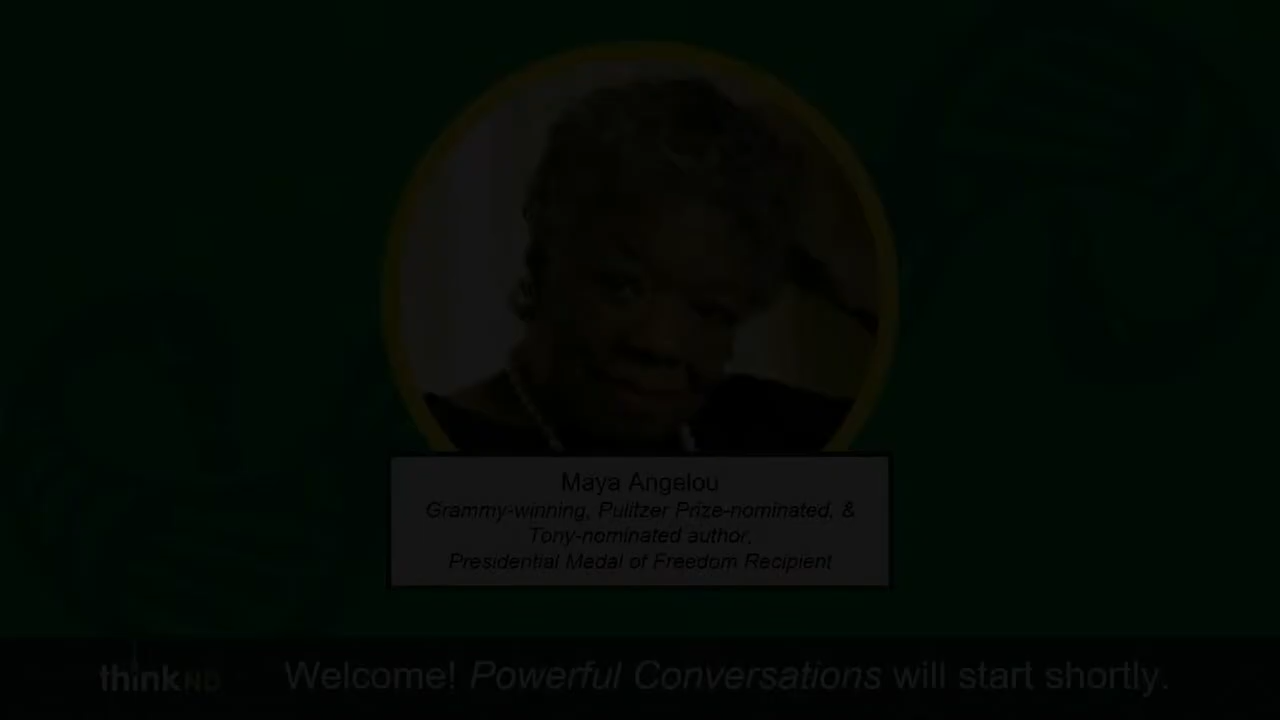 Maya Angelou
Grammy-winning, Pulitzer Prize-nominated, &
Tony-nominated author,
Presidential Medal of Freedom Recipient
thinkND
Welcome! Powerful Conversations will start shortly.